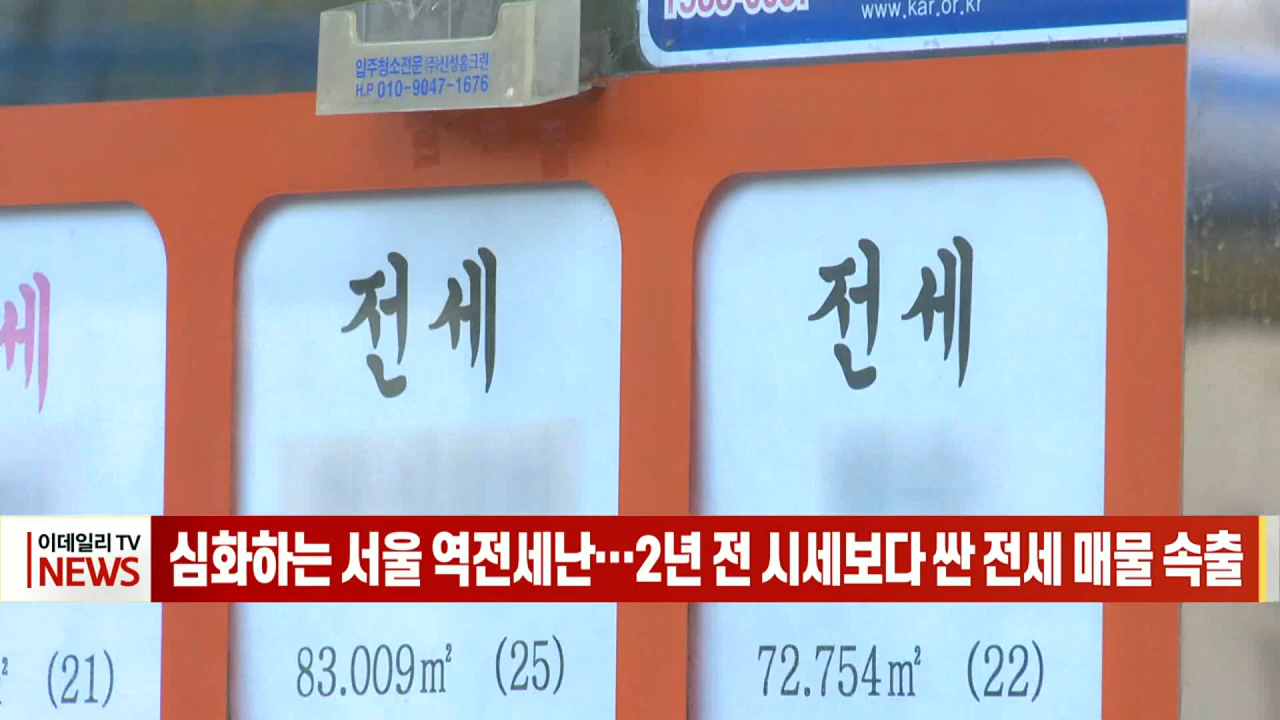 www.kar.or.kr
입주청소전문 (주)신성홈크린
H.P 010-9047-1676
세
전세
전세
이데일리 TV
NEWS
심화하는 서울 역전세난…2년 전 시세보다 싼 전세 매물 속출
㎡ (21)
83.009㎡ (25)
72.754㎡ (22)